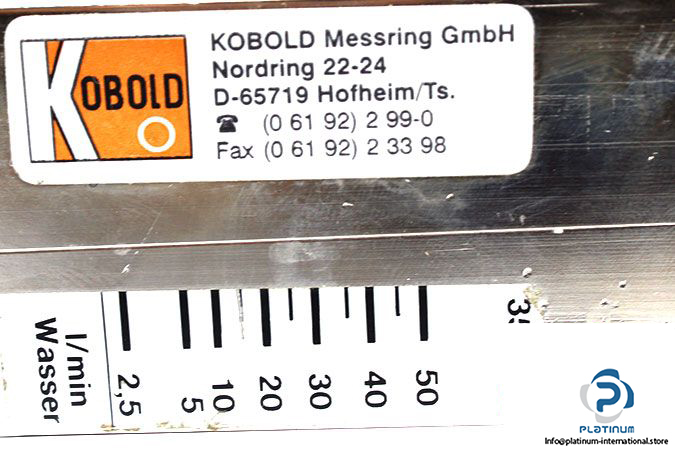 KOBOLD
KOBOLD Messring GmbH
Nordring 22-24
D-65719 Hofheim/Ts.
☎ (0 61 92) 2 99-0
Fax (0 61 92) 2 33 98
l/min
Wasser
2,5
5
10
20
30
40
50
PLATINUM
Info@platinum-international.store